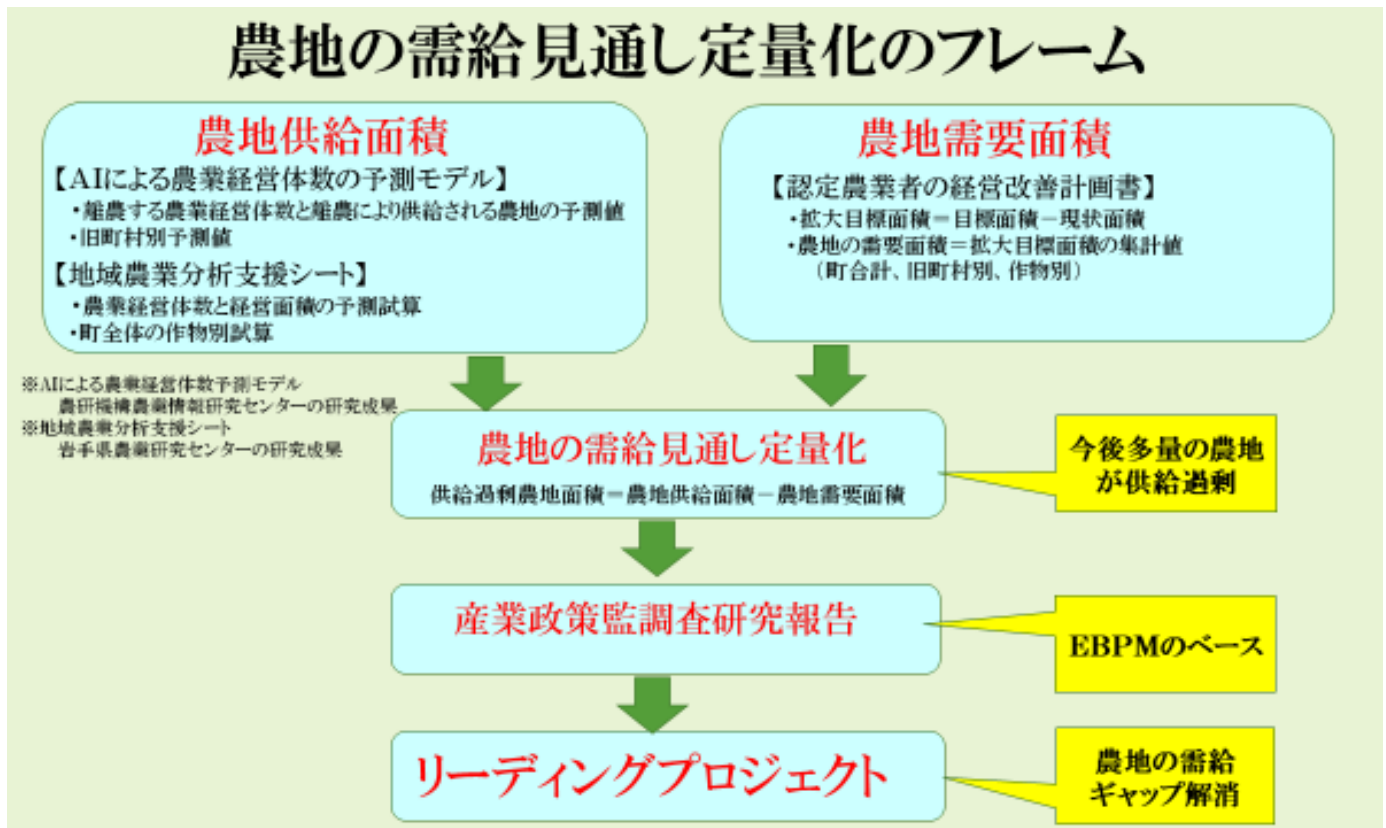 農地の需給見通し定量化のフレーム
農地供給面積
【AIによる農業経営体数の予測モデル】
・離農する農業経営体数と離農により供給される農地の予測値
・旧町村別予測値
【地域農業分析支援シート】
・農業経営体数と経営面積の予測試算
・町全体の作物別試算
農地需要面積
【認定農業者の経営改善計画書】
・拡大目標面積＝目標面積－現状面積
・農地の需要面積＝拡大目標面積の集計値
（町合計、旧町村別、作物別）
※AIによる農業経営体数予測モデル
農研機構農業情報研究センターの研究成果
※地域農業分析支援シート
岩手県農業研究センターの研究成果
農地の需給見通し定量化
供給過剰農地面積＝農地供給面積－農地需要面積
今後多量の農地
が供給過剰
産業政策監調査研究報告
EBPMのベース
リーディングプロジェクト
農地の需給
ギャップ解消